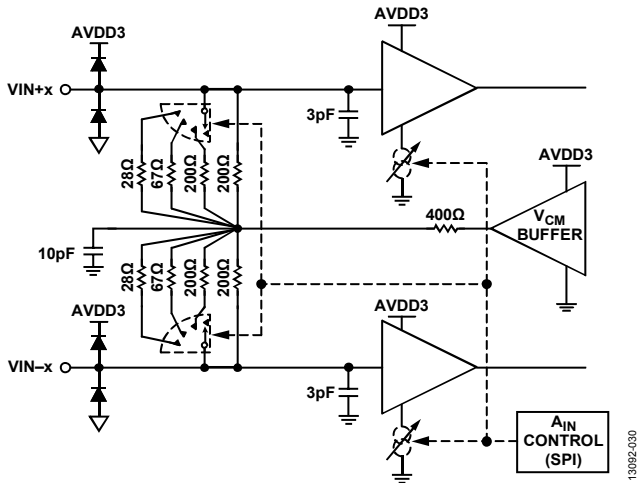 AVDD3
AVDD3
VIN+x
3pF
28Ω
67Ω
200Ω
200Ω
AVDD3
400Ω
VCM
BUFFER
10pF
28Ω
67Ω
200Ω
200Ω
AVDD3
AVDD3
VIN–x
3pF
AIN
CONTROL
(SPI)
13092-030